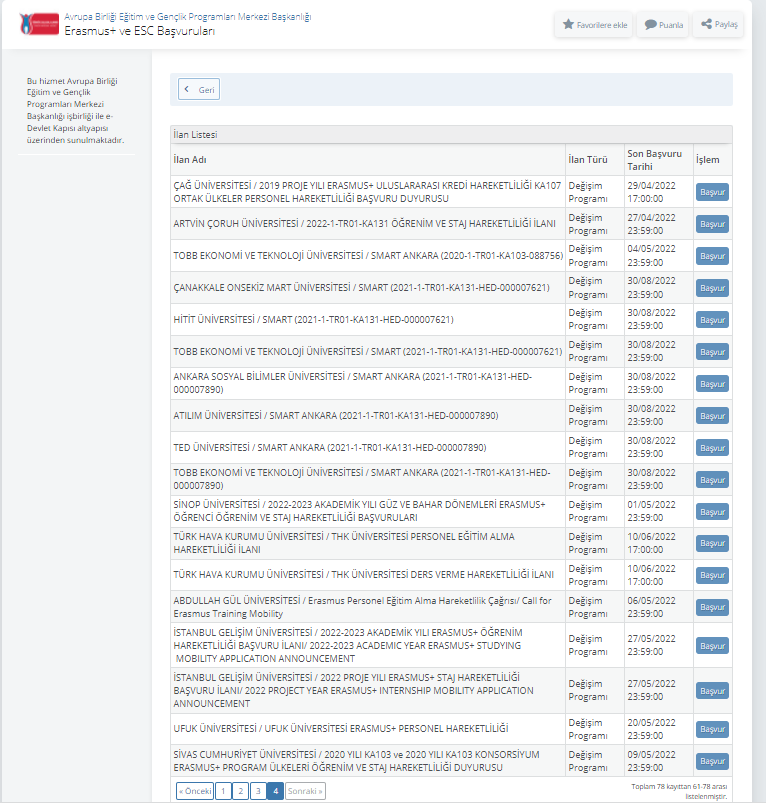 Avrupa Birliği Eğitim ve Gençlik Programları Merkezi Başkanlığı
Erasmus+ ve ESC Başvuruları
Favorilere ekle
Puanla
Paylaş
Bu hizmet Avrupa Birliği
Eğitim ve Gençlik
Programları Merkezi
Başkanlığı işbirliği ile e-
Devlet Kapısı altyapısı
üzerinden sunulmaktadır.
Geri
İlan Listesi
İlan Adı İlan Türü Son Başvuru Tarihi İşlem
ÇAĞ ÜNİVERSİTESİ / 2019 PROJE YILI ERASMUS+ ULUSLARARASI KREDİ HAREKETLİLİĞİ KA107
ORTAK ÜLKELER PERSONEL HAREKETLİLİĞİ BAŞVURU DUYURUSU
Değişim Programı
29/04/2022 17:00:00
Başvur
ARTVİN ÇORUH ÜNİVERSİTESİ / 2022-1-TR01-KA131 ÖĞRENİM VE STAJ HAREKETLİLİĞİ İLANI
Değişim Programı
27/04/2022 23:59:00
Başvur
TOBB EKONOMİ VE TEKNOLOJİ ÜNİVERSİTESİ / SMART ANKARA (2020-1-TR01-KA103-088756)
Değişim Programı
04/05/2022 23:59:00
Başvur
ÇANAKKALE ONSEKİZ MART ÜNİVERSİTESİ / SMART (2021-1-TR01-KA131-HED-000007621)
Değişim Programı
30/08/2022 23:59:00
Başvur
HİTİT ÜNİVERSİTESİ / SMART (2021-1-TR01-KA131-HED-000007621)
Değişim Programı
30/08/2022 23:59:00
Başvur
TOBB EKONOMİ VE TEKNOLOJİ ÜNİVERSİTESİ / SMART (2021-1-TR01-KA131-HED-000007621)
Değişim Programı
30/08/2022 23:59:00
Başvur
ANKARA SOSYAL BİLİMLER ÜNİVERSİTESİ / SMART ANKARA (2021-1-TR01-KA131-HED-
000007890)
Değişim Programı
30/08/2022 23:59:00
Başvur
ATILIM ÜNİVERSİTESİ / SMART ANKARA (2021-1-TR01-KA131-HED-000007890)
Değişim Programı
30/08/2022 23:59:00
Başvur
TED ÜNİVERSİTESİ / SMART ANKARA (2021-1-TR01-KA131-HED-000007890)
Değişim Programı
30/08/2022 23:59:00
Başvur
TOBB EKONOMİ VE TEKNOLOJİ ÜNİVERSİTESİ / SMART ANKARA (2021-1-TR01-KA131-HED-
000007890)
Değişim Programı
30/08/2022 23:59:00
Başvur
SİNOP ÜNİVERSİTESİ / 2022-2023 AKADEMİK YILI GÜZ VE BAHAR DÖNEMLERİ ERASMUS+
ÖĞRENCİ ÖĞRENİM VE STAJ HAREKETLİLİĞİ BAŞVURULARI
Değişim Programı
01/05/2022 23:59:00
Başvur
TÜRK HAVA KURUMU ÜNİVERSİTESİ / THK ÜNİVERSİTESİ PERSONEL EĞİTİM ALMA
HAREKETLİLİĞİ İLANI
Değişim Programı
10/06/2022 17:00:00
Başvur
TÜRK HAVA KURUMU ÜNİVERSİTESİ / THK ÜNİVERSİTESİ DERS VERME HAREKETLİLİĞİ İLANI
Değişim Programı
10/06/2022 17:00:00
Başvur
ABDULLAH GÜL ÜNİVERSİTESİ / Erasmus Personel Eğitim Alma Hareketlilik Çağrısı/ Call for
Erasmus Training Mobility
Değişim Programı
06/05/2022 23:59:00
Başvur
İSTANBUL GELİŞİM ÜNİVERSİTESİ / 2022-2023 AKADEMİK YILI ERASMUS+ ÖĞRENİM
HAREKETLİLİĞİ BAŞVURU İLANI/ 2022-2023 ACADEMIC YEAR ERASMUS+ STUDYING
MOBILITY APPLICATION ANNOUNCEMENT
Değişim Programı
27/05/2022 23:59:00
Başvur
İSTANBUL GELİŞİM ÜNİVERSİTESİ / 2022 PROJE YILI ERASMUS+ STAJ HAREKETLİLİĞİ
BAŞVURU İLANI/ 2022 PROJECT YEAR ERASMUS+ INTERNSHIP MOBILITY APPLICATION
ANNOUNCEMENT
Değişim Programı
27/05/2022 23:59:00
Başvur
UFUK ÜNİVERSİTESİ / UFUK ÜNİVERSİTESİ ERASMUS+ PERSONEL HAREKETLİLİĞİ
Değişim Programı
20/05/2022 23:59:00
Başvur
SİVAS CUMHURİYET ÜNİVERSİTESİ / 2020 YILI KA103 ve 2020 YILI KA103 KONSORSİYUM
ERASMUS+ PROGRAM ÜLKELERİ ÖĞRENİM VE STAJ HAREKETLİLİĞİ DUYURUSU
Değişim Programı
09/05/2022 23:59:00
Başvur
« Önceki 1 2 3 4 Sonraki »
Toplam 78 kayıttan 61-78 arası
listelenmiştir.